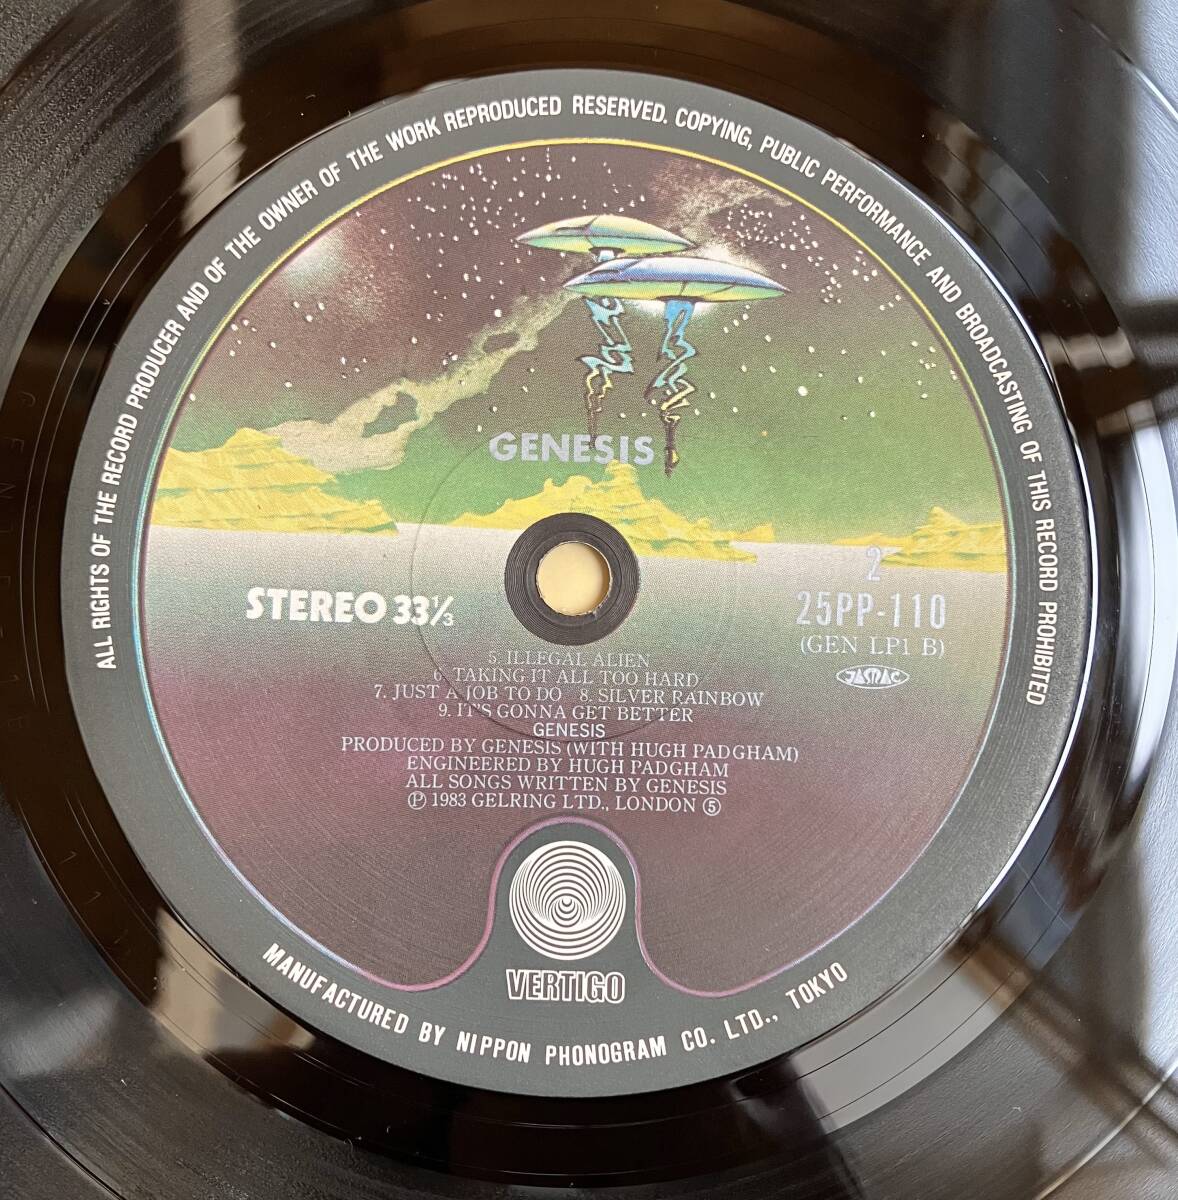 ALL RIGHTS OF THE RECORD PRODUCER AND OF THE OWNER OF THE WORK REPRODUCED RESERVED. COPYING, PUBLIC PERFORMANCE AND BROADCASTING OF THIS RECORD PROHIBITED
GENESIS
2
STEREO 33⅓
25PP-110
(GEN LP1 B)
JASRAC
5. ILLEGAL ALIEN
6. TAKING IT ALL TOO HARD
7. JUST A JOB TO DO 8. SILVER RAINBOW
9. IT'S GONNA GET BETTER
GENESIS
PRODUCED BY GENESIS (WITH HUGH PADGHAM)
ENGINEERED BY HUGH PADGHAM
ALL SONGS WRITTEN BY GENESIS
Ⓟ 1983 GELRING LTD., LONDON ⑤
VERTIGO
MANUFACTURED BY NIPPON PHONOGRAM CO. LTD., TOKYO